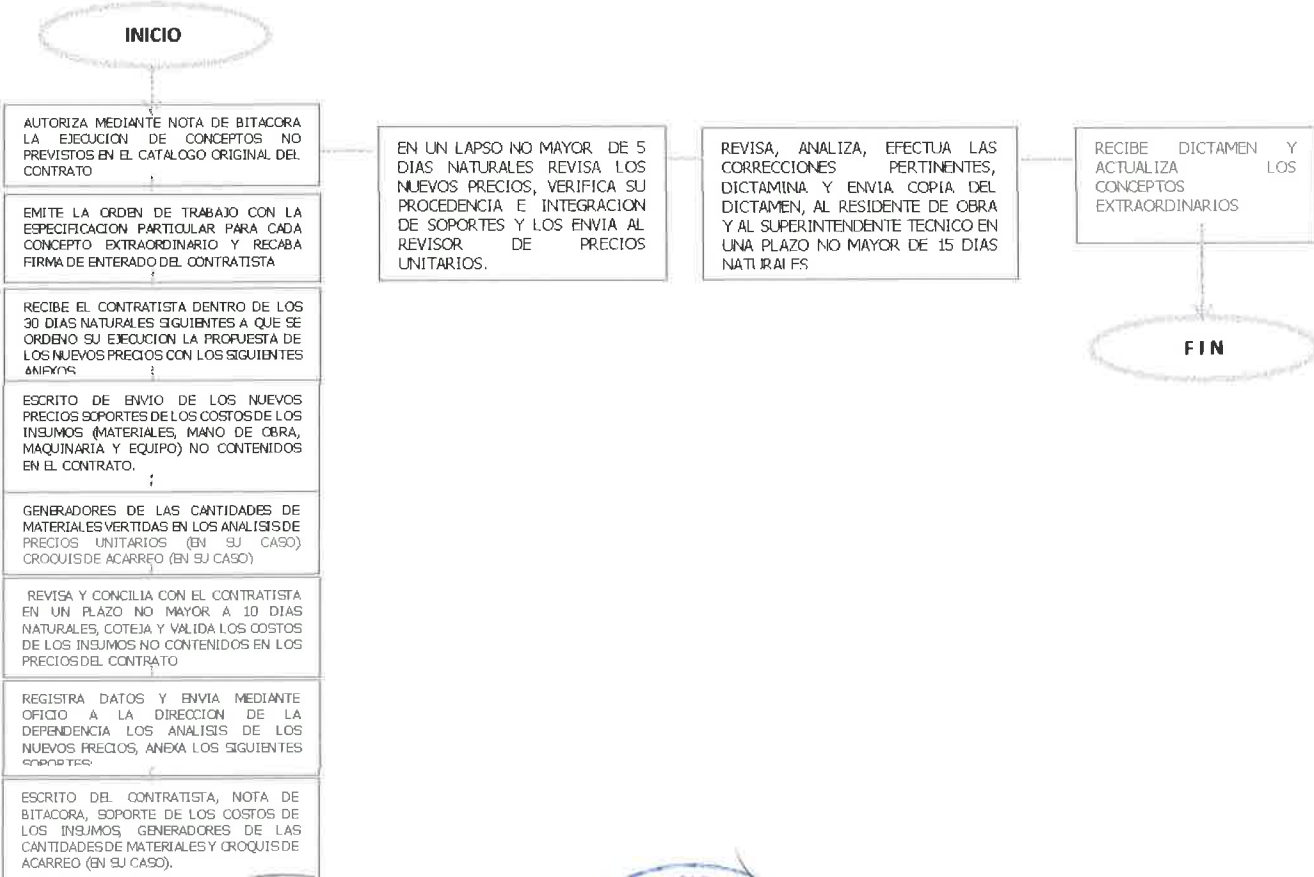 INICIO
AUTORIZA MEDIANTE NOTA DE BITACORA
LA EJECUCION DE CONCEPTOS NO
PREVISTOS EN EL CATALOGO ORIGINAL DEL
CONTRATO
EMITE LA ORDEN DE TRABAJO CON LA
ESPECIFICACION PARTICULAR PARA CADA
CONCEPTO EXTRAORDINARIO Y RECABA
FIRMA DE ENTERADO DEL CONTRATISTA
RECIBE EL CONTRATISTA DENTRO DE LOS
30 DIAS NATURALES SIGUIENTES A QUE SE
ORDENO SU EJECUCION LA PROPUESTA DE
LOS NUEVOS PRECIOS CON LOS SIGUIENTES
ANEXOS
ESCRITO DE ENVIO DE LOS NUEVOS
PRECIOS SOPORTES DE LOS COSTOS DE LOS
INSUMOS (MATERIALES, MANO DE OBRA,
MAQUINARIA Y EQUIPO) NO CONTENIDOS
EN EL CONTRATO.
GENERADORES DE LAS CANTIDADES DE
MATERIALES VERTIDAS EN LOS ANALISIS DE
PRECIOS UNITARIOS (EN SU CASO)
CROQUIS DE ACARREO (EN SU CASO)
REVISA Y CONCILIA CON EL CONTRATISTA
EN UN PLAZO NO MAYOR A 10 DIAS
NATURALES, COTEJA Y VALIDA LOS COSTOS
DE LOS INSUMOS NO CONTENIDOS EN LOS
PRECIOS DEL CONTRATO
REGISTRA DATOS Y ENVIA MEDIANTE
OFICIO A LA DIRECCION DE LA
DEPENDENCIA LOS ANALISIS DE LOS
NUEVOS PRECIOS, ANEXA LOS SIGUIENTES
SOPORTES:
ESCRITO DEL CONTRATISTA, NOTA DE
BITACORA, SOPORTE DE LOS COSTOS DE
LOS INSUMOS, GENERADORES DE LAS
CANTIDADES DE MATERIALES Y CROQUIS DE
ACARREO (EN SU CASO).
EN UN LAPSO NO MAYOR DE 5
DIAS NATURALES REVISA LOS
NUEVOS PRECIOS, VERIFICA SU
PROCEDENCIA E INTEGRACION
DE SOPORTES Y LOS ENVIA AL
REVISOR DE PRECIOS
UNITARIOS.
REVISA, ANALIZA, EFECTUA LAS
CORRECCIONES PERTINENTES,
DICTAMINA Y ENVIA COPIA DEL
DICTAMEN, AL RESIDENTE DE OBRA
Y AL SUPERINTENDENTE TECNICO EN
UNA PLAZO NO MAYOR DE 15 DIAS
NATURALES
RECIBE DICTAMEN Y
ACTUALIZA LOS
CONCEPTOS
EXTRAORDINARIOS
F I N